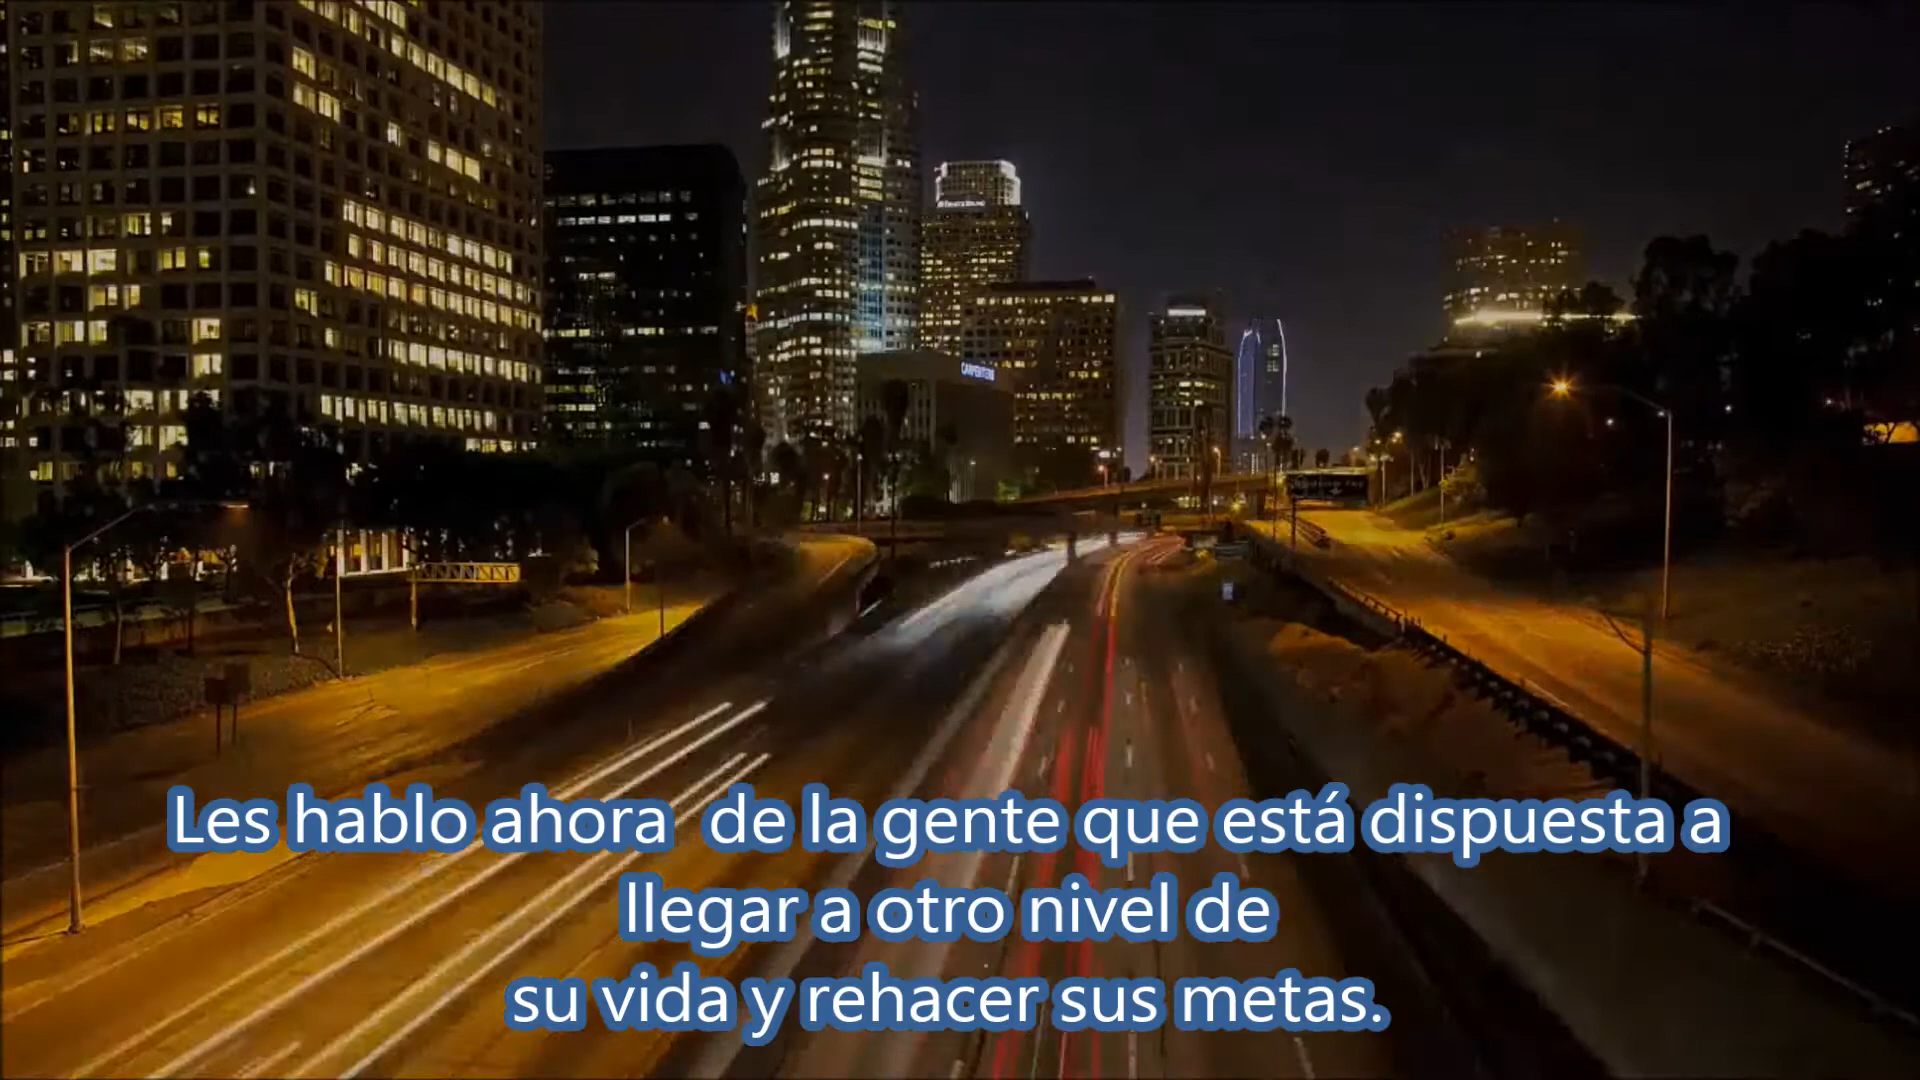 Les hablo ahora  de la gente que está dispuesta a
llegar a otro nivel de
su vida y rehacer sus metas.